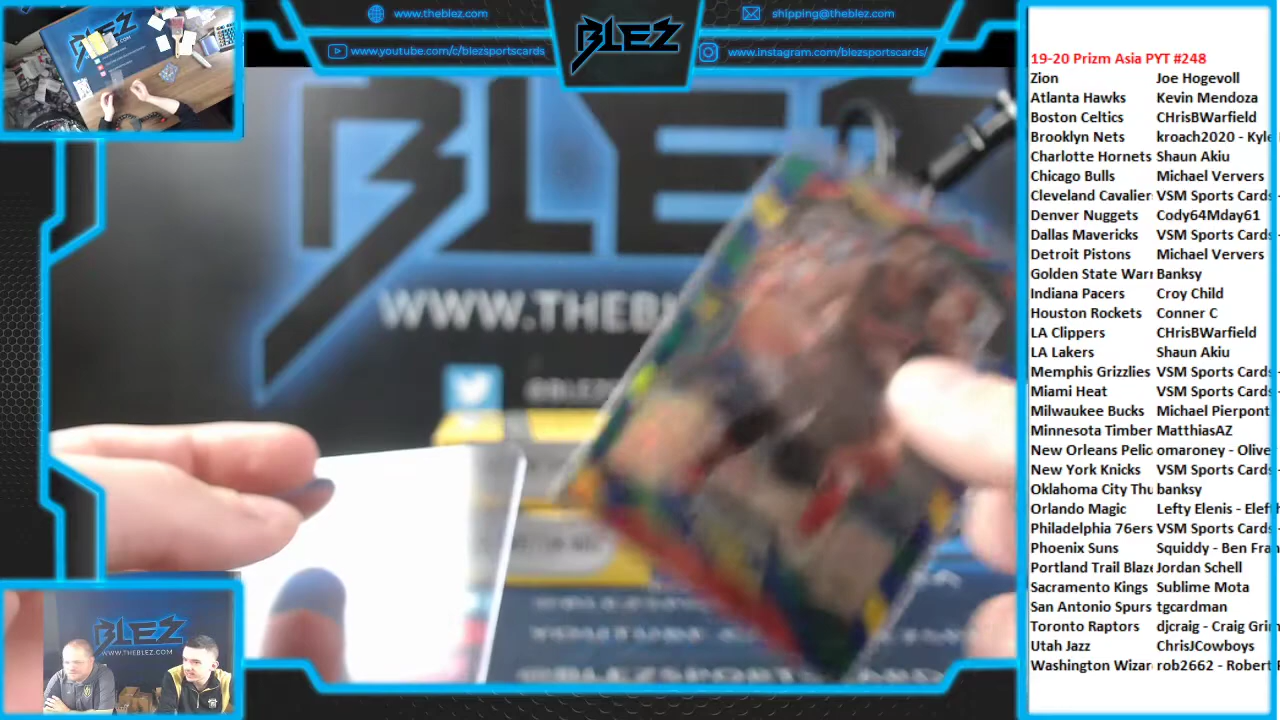 www.theblez.com
www.youtube.com/c/blezsportscards
BLEZ
shipping@theblez.com
www.instagram.com/blezsportscards/
BLEZ
WWW.THEB
BLEZ
WWW.THEBLEZ.COM
19-20 Prizm Asia PYT #248
Zion Joe Hogevoll
Atlanta Hawks Kevin Mendoza
Boston Celtics CHrisBWarfield
Brooklyn Nets kroach2020 - Kyle
Charlotte Hornets Shaun Akiu
Chicago Bulls Michael Ververs
Cleveland Cavalier VSM Sports Cards -
Denver Nuggets Cody64Mday61
Dallas Mavericks VSM Sports Cards -
Detroit Pistons Michael Ververs
Golden State Warr Banksy
Indiana Pacers Croy Child
Houston Rockets Conner C
LA Clippers CHrisBWarfield
LA Lakers Shaun Akiu
Memphis Grizzlies VSM Sports Cards -
Miami Heat VSM Sports Cards -
Milwaukee Bucks Michael Pierpont
Minnesota Timber MatthiasAZ
New Orleans Pelic omaroney - Olive
New York Knicks VSM Sports Cards -
Oklahoma City Thu banksy
Orlando Magic Lefty Elenis - Elefth
Philadelphia 76ers VSM Sports Cards -
Phoenix Suns Squiddy - Ben Fran
Portland Trail Blaze Jordan Schell
Sacramento Kings Sublime Mota
San Antonio Spurs tgcardman
Toronto Raptors djcraig - Craig Grim
Utah Jazz ChrisJCowboys
Washington Wizar rob2662 - Robert F